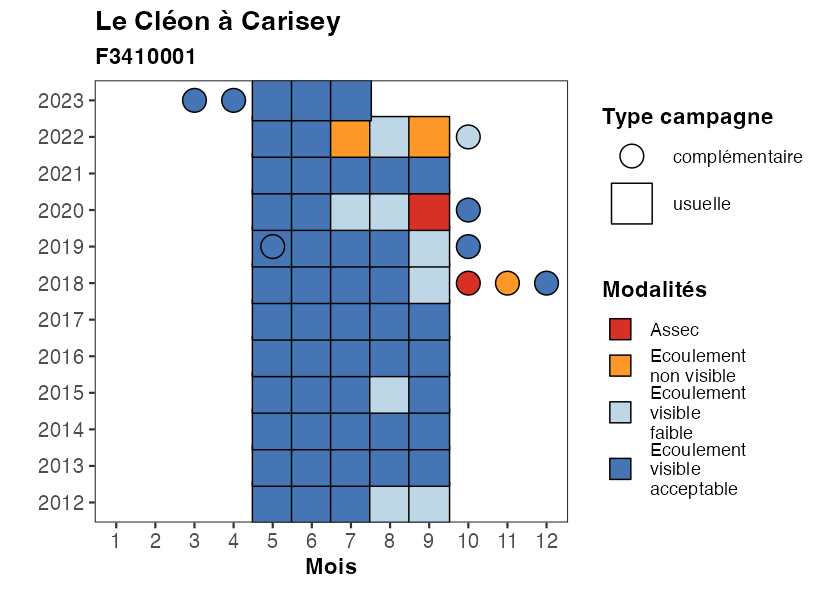 Le Cléon à Carisey
F3410001
2023
2022
2021
2020
2019
2018
2017
2016
2015
2014
2013
2012
1 2 3 4 5 6 7 8 9 10 11 12
Mois
Type campagne
complémentaire
usuelle
Modalités
Assec
Ecoulement
non visible
Ecoulement
visible
faible
Ecoulement
visible
acceptable